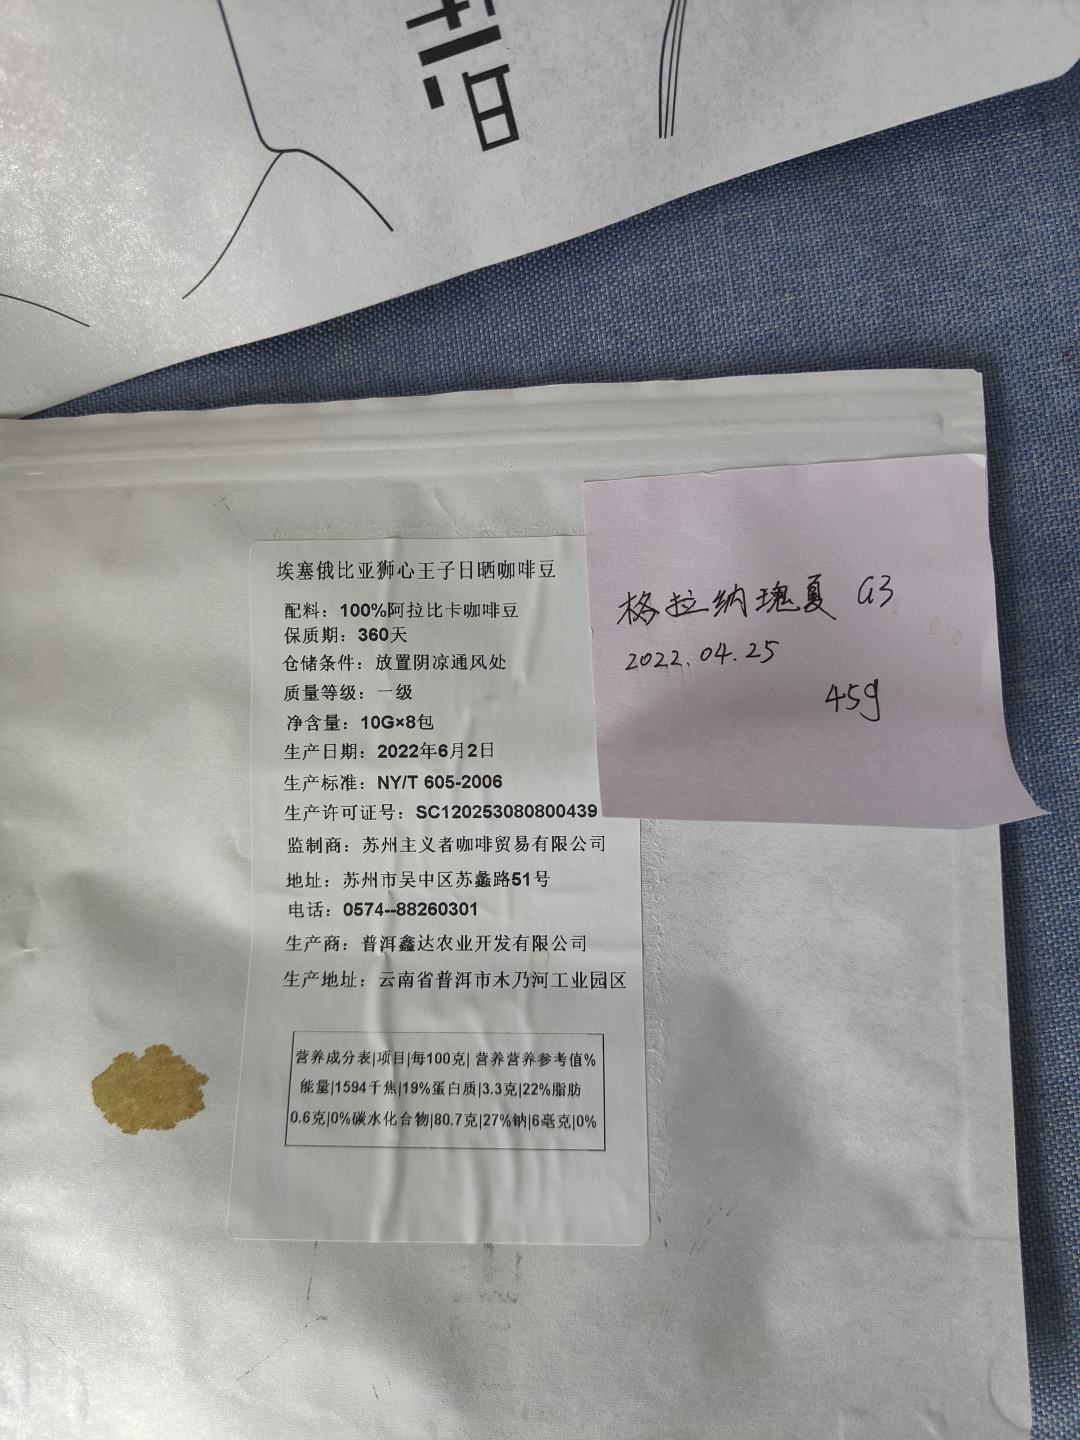 埃塞俄比亚狮心王子日晒咖啡豆
配料：100%阿拉比卡咖啡豆
保质期：360天
仓储条件：放置阴凉通风处
质量等级：一级
净含量：10G×8包
生产日期：2022年6月2日
生产标准：NY/T 605-2006
生产许可证号：SC120253080800439
监制商：苏州主义者咖啡贸易有限公司
地址：苏州市吴中区苏蠡路51号
电话：0574--88260301
生产商：普洱鑫达农业开发有限公司
生产地址：云南省普洱市木乃河工业园区
营养成分表|项目|每100克| 营养营养参考值%
能量|1594千焦|19%蛋白质|3.3克|22%脂肪
0.6克|0%碳水化合物|80.7克|27%钠|6毫克|0%
格拉纳瑰夏 G3
2022.04.25
45g